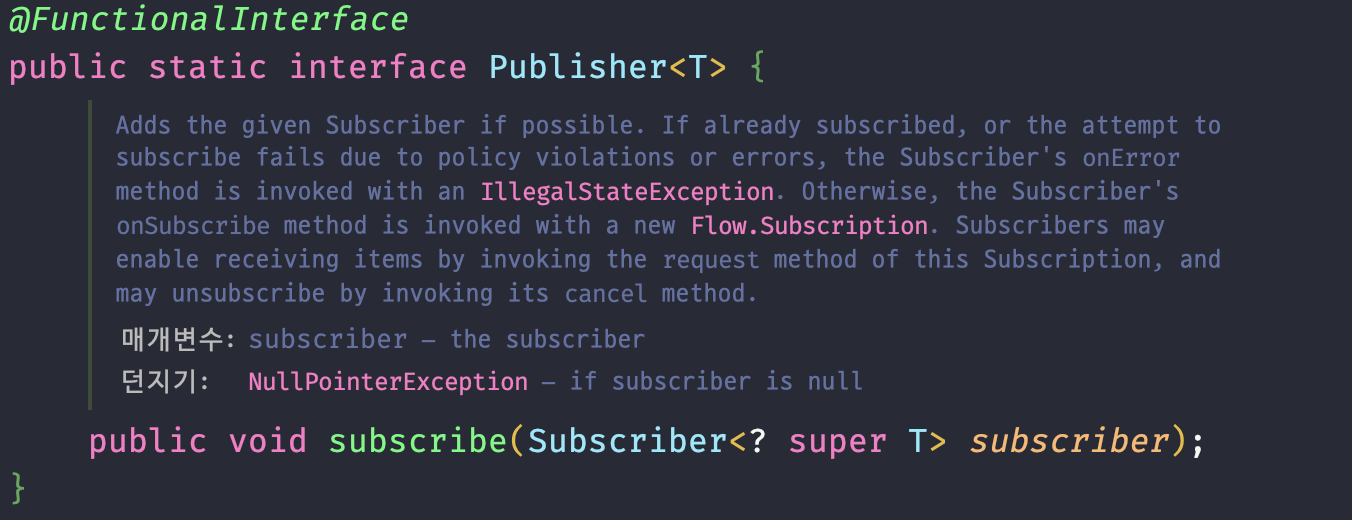 @FunctionalInterface
public static interface Publisher<T> {
Adds the given Subscriber if possible. If already subscribed, or the attempt to
subscribe fails due to policy violations or errors, the Subscriber's onError
method is invoked with an IllegalStateException. Otherwise, the Subscriber's
onSubscribe method is invoked with a new Flow.Subscription. Subscribers may
enable receiving items by invoking the request method of this Subscription, and
may unsubscribe by invoking its cancel method.
매개변수: subscriber – the subscriber
던지기: NullPointerException – if subscriber is null
public void subscribe(Subscriber<? super T> subscriber);
}